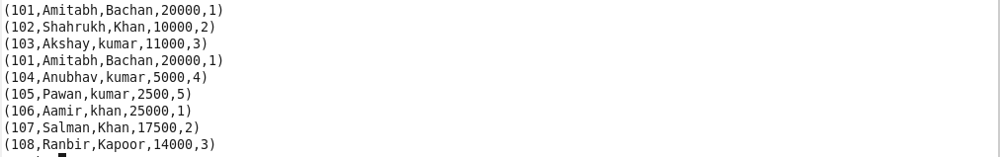 (101,Amitabh,Bachan,20000,1)
(102,Shahrukh,Khan,10000,2)
(103,Akshay,kumar,11000,3)
(101,Amitabh,Bachan,20000,1)
(104,Anubhav,kumar,5000,4)
(105,Pawan,kumar,2500,5)
(106,Aamir,khan,25000,1)
(107,Salman,Khan,17500,2)
(108,Ranbir,Kapoor,14000,3)